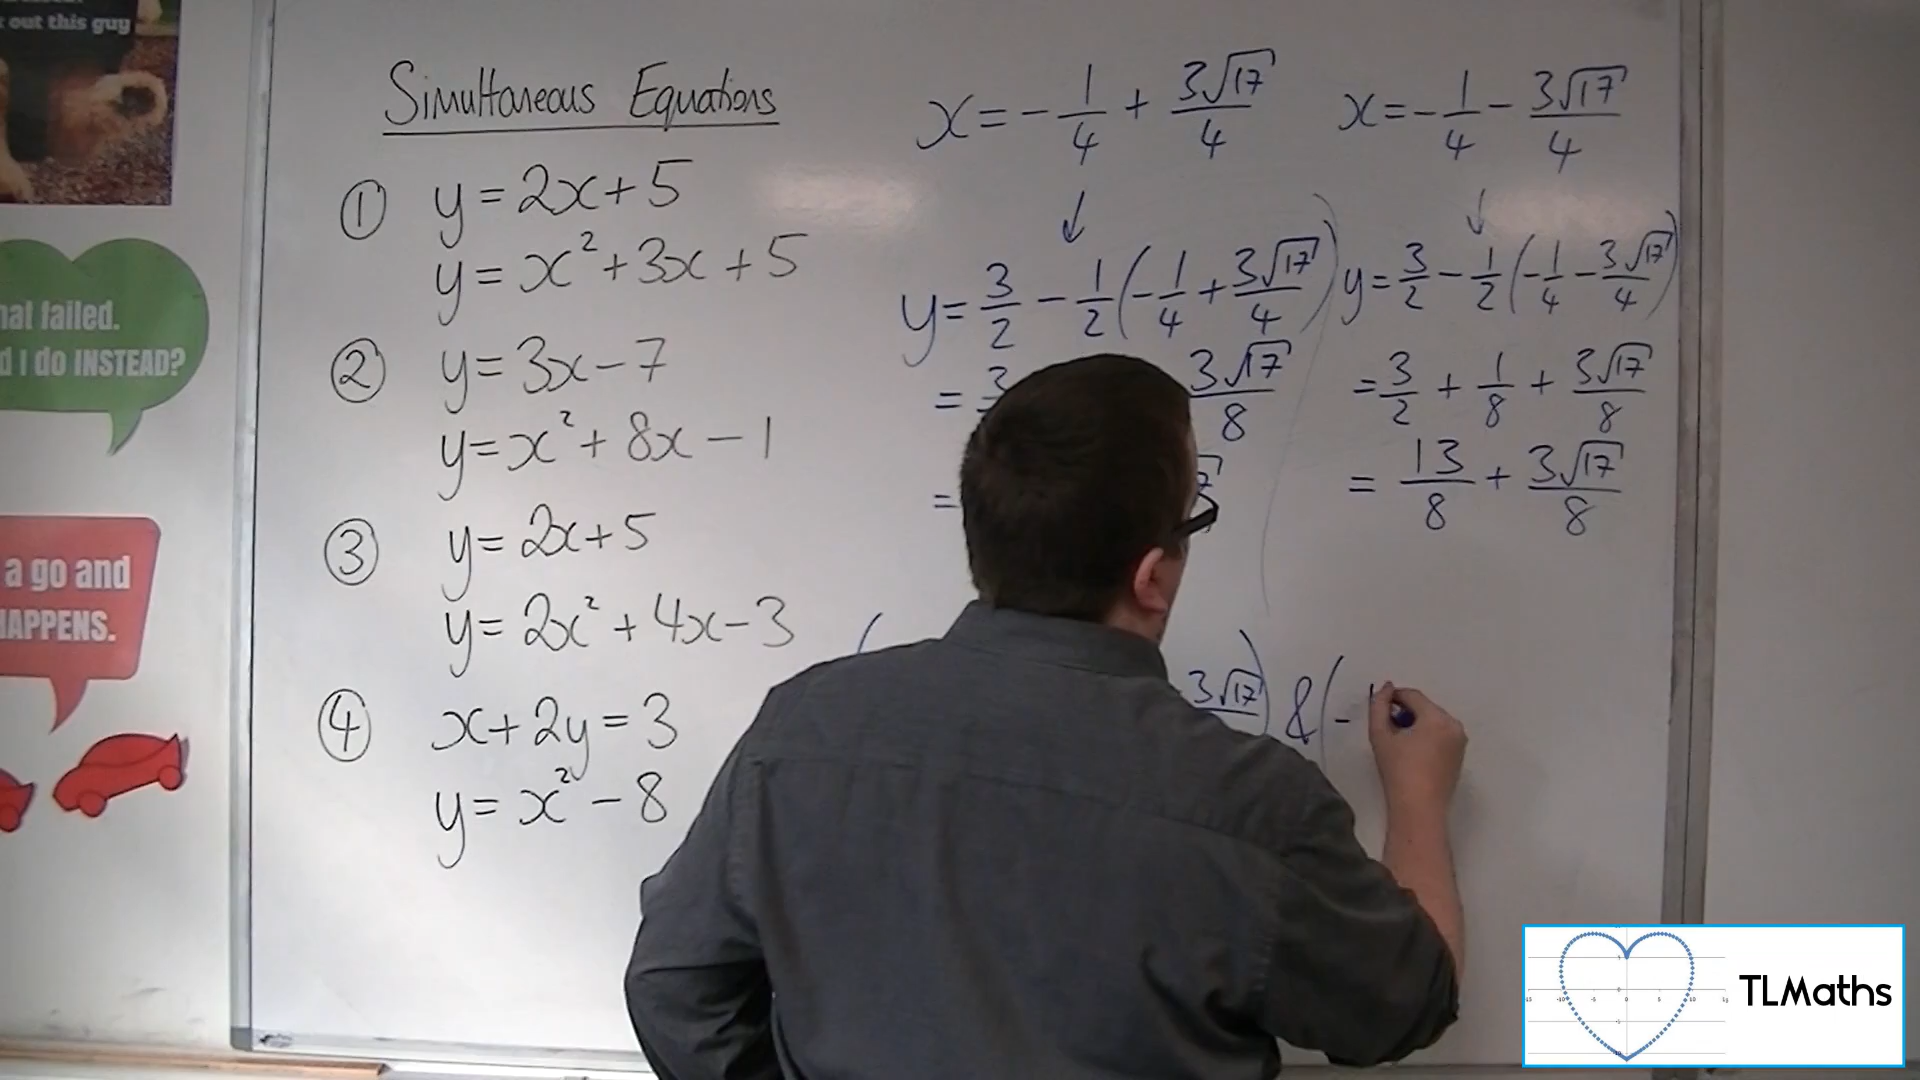 out this guy
hat failed.
d I do INSTEAD?
a go and
HAPPENS.
Simultaneous Equations
① y = 2x + 5
y = x² + 3x + 5
② y = 3x - 7
y = x² + 8x - 1
③ y = 2x + 5
y = 2x² + 4x - 3
④ x + 2y = 3
y = x² - 8
x = -1/4 + 3√17/4
↓
y = 3/2 - 1/2(-1/4 + 3√17/4)
= 3 3√17/8
=
( 3√17) & (-1
x = -1/4 - 3√17/4
↓
y = 3/2 - 1/2(-1/4 - 3√17/4)
= 3/2 + 1/8 + 3√17/8
= 13/8 + 3√17/8
TLMaths